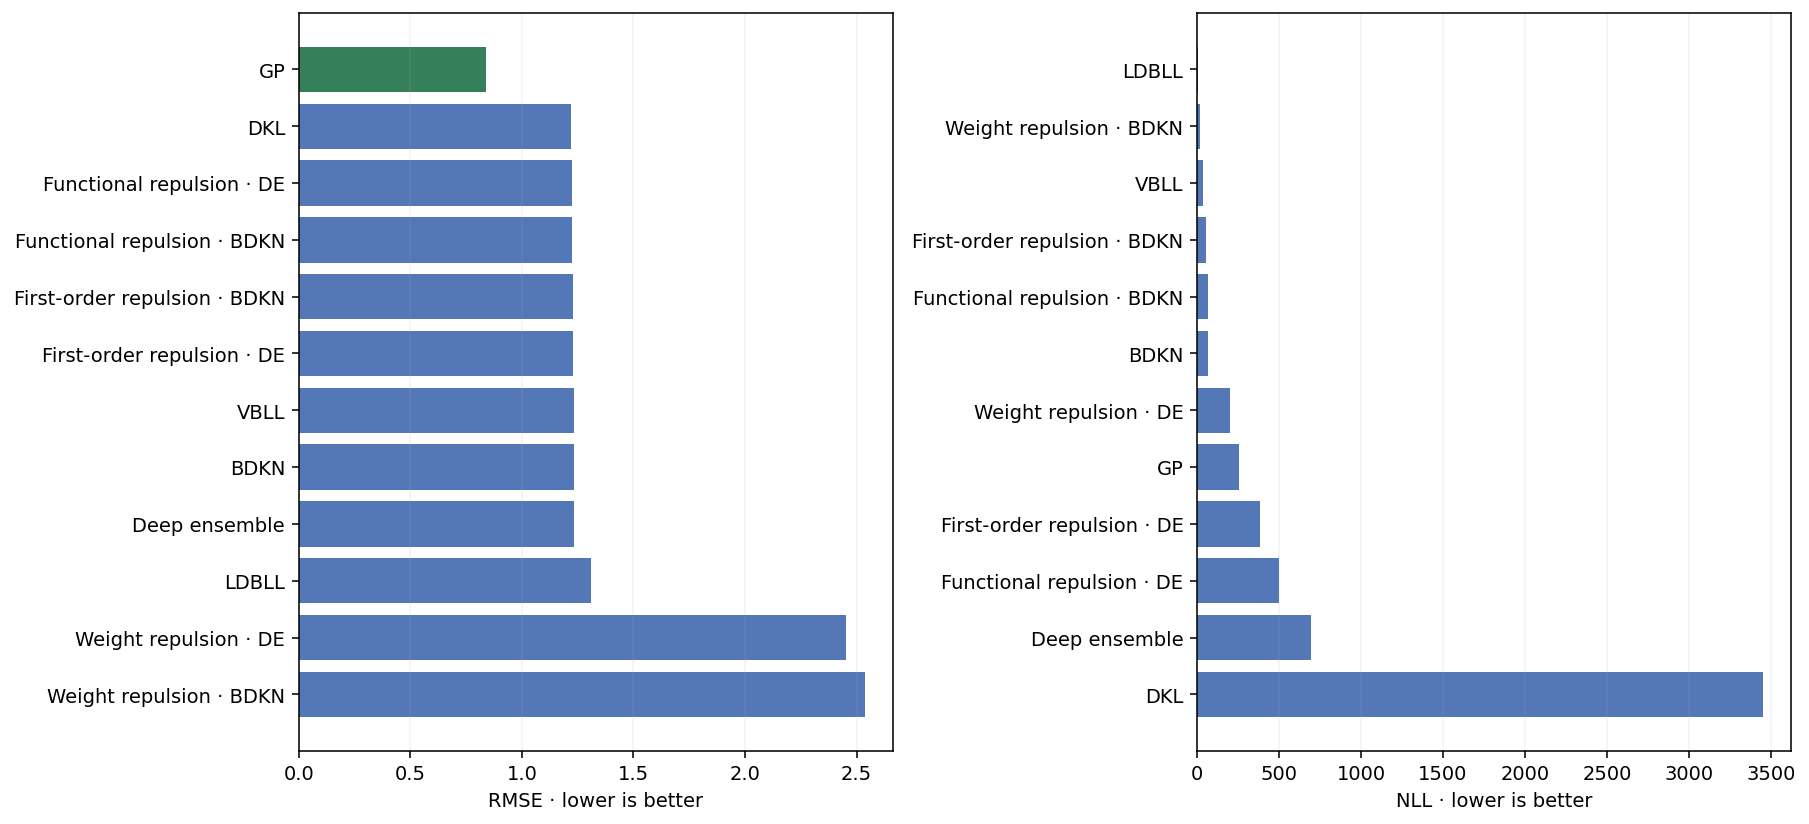 GP
DKL
Functional repulsion · DE
Functional repulsion · BDKN
First-order repulsion · BDKN
First-order repulsion · DE
VBLL
BDKN
Deep ensemble
LDBLL
Weight repulsion · DE
Weight repulsion · BDKN
0.0 0.5 1.0 1.5 2.0 2.5
RMSE · lower is better
LDBLL
Weight repulsion · BDKN
VBLL
First-order repulsion · BDKN
Functional repulsion · BDKN
BDKN
Weight repulsion · DE
GP
First-order repulsion · DE
Functional repulsion · DE
Deep ensemble
DKL
0 500 1000 1500 2000 2500 3000 3500
NLL · lower is better